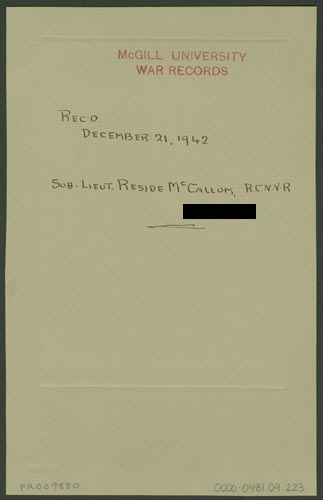 McGILL UNIVERSITY
WAR RECORDS
REC'D.
DECEMBER 21, 1942
SUB-LIEUT. RESIDE McCALLUM, R.C.N.V.R
PR009880
0000-0481.04.223